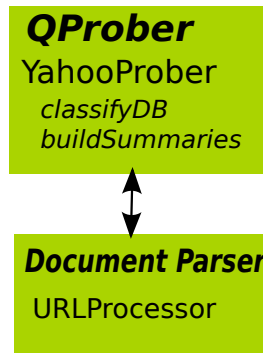 QProber
YahooProber
classifyDB
buildSummaries
Document Parser
URLProcessor